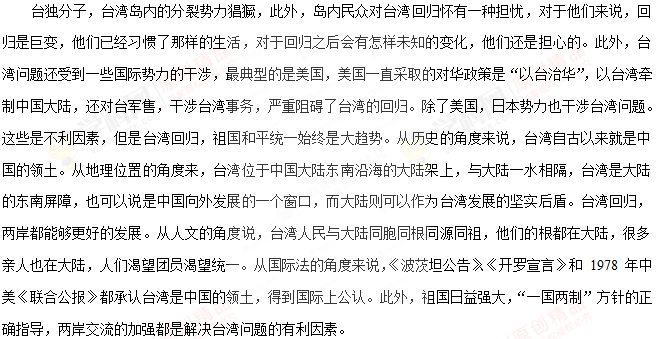 台独分子，台湾岛内的分裂势力猖獗，此外，岛内民众对台湾回归怀有一种担忧，对于他们来说，回
归是巨变，他们已经习惯了那样的生活，对于回归之后会有怎样未知的变化，他们还是担心的。此外，台
湾问题还受到一些国际势力的干涉，最典型的是美国，美国一直采取的对华政策是“以台治华”，以台湾牵
制中国大陆，还对台军售，干涉台湾事务，严重阻碍了台湾的回归。除了美国，日本势力也干涉台湾问题。
这些是不利因素，但是台湾回归，祖国和平统一始终是大趋势。从历史的角度来说，台湾自古以来就是中
国的领土。从地理位置的角度来，台湾位于中国大陆东南沿海的大陆架上，与大陆一水相隔，台湾是大陆
的东南屏障，也可以说是中国向外发展的一个窗口，而大陆则可以作为台湾发展的坚实后盾。台湾回归，
两岸都能够更好的发展。从人文的角度说，台湾人民与大陆同胞同根同源同祖，他们的根都在大陆，很多
亲人也在大陆，人们渴望团员渴望统一。从国际法的角度来说，《波茨坦公告》、《开罗宣言》和 1978 年中
美《联合公报》都承认台湾是中国的领土，得到国际上公认。此外，祖国日益强大，“一国两制”方针的正
确指导，两岸交流的加强都是解决台湾问题的有利因素。